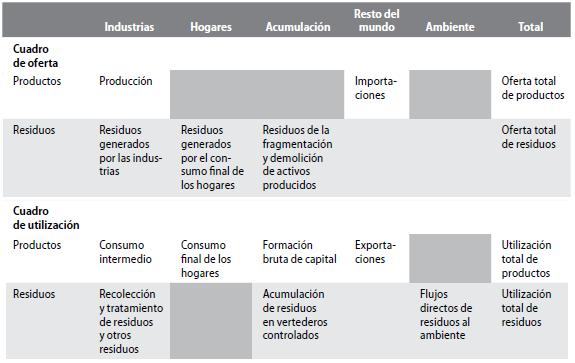 Industrias Hogares Acumulación Resto del mundo Ambiente Total
Cuadro
de oferta
Productos Producción Importa- Oferta total
ciones de productos
Residuos Residuos Residuos Residuos de la Oferta total
generados generados fragmentación de residuos
por las indus- por el con- y demolición
trias sumo final de de activos
los hogares producidos
Cuadro
de utilización
Productos Consumo Consumo Formación Exporta- Utilización
intermedio final de los bruta de capital ciones total de
hogares productos
Residuos Recolección Acumulación Flujos Utilización
y tratamiento de residuos directos de total de
de residuos en vertederos residuos al residuos
y otros controlados ambiente
residuos